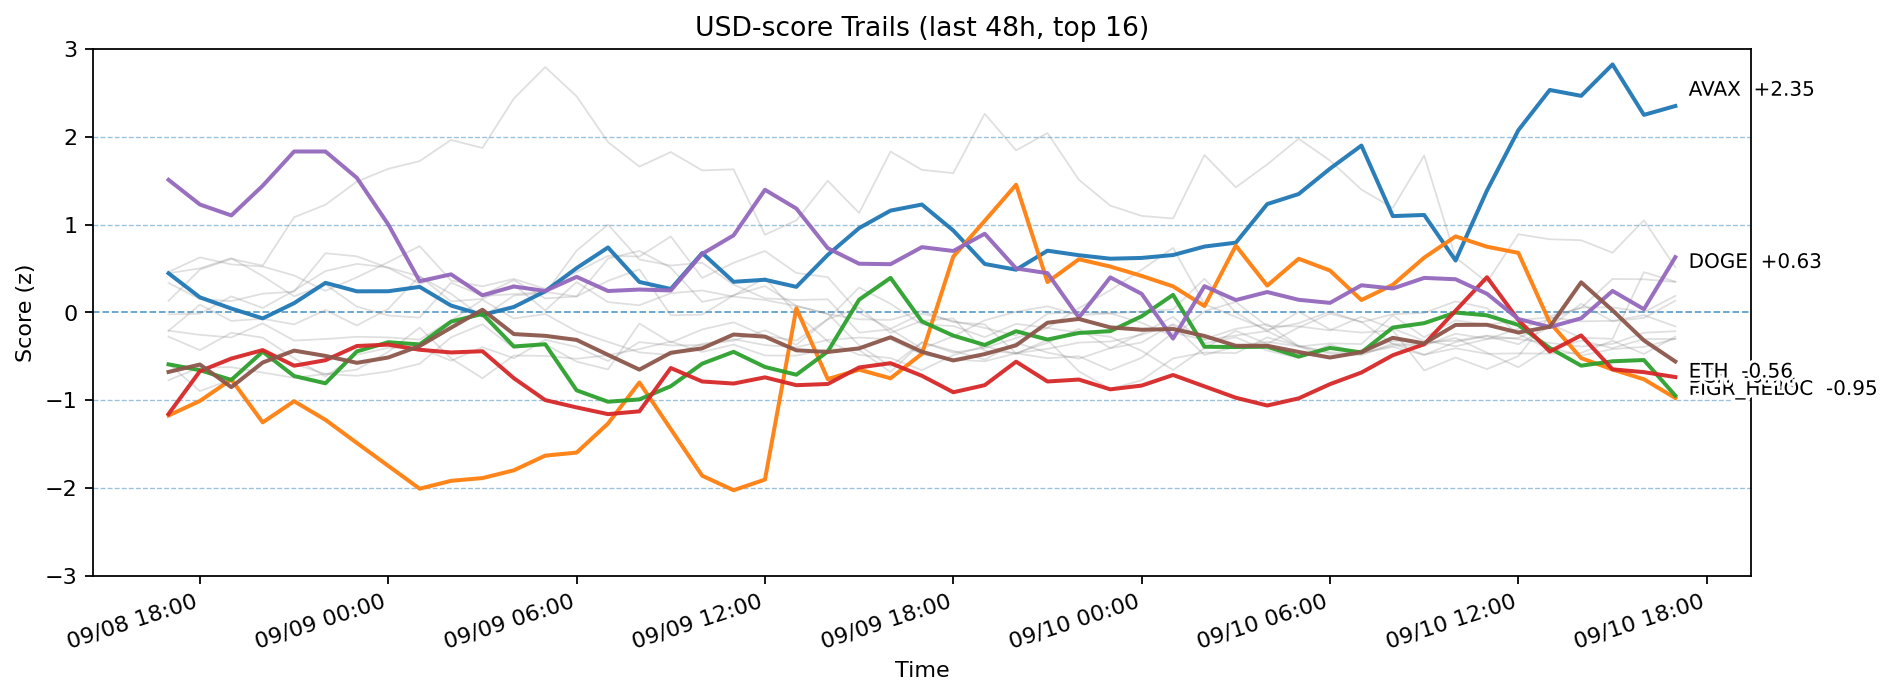 USD-score Trails (last 48h, top 16)
Score (z)
3
2
1
0
−1
−2
−3
AVAX +2.35
DOGE +0.63
ETH -0.56
FIGR_HELOC -0.95
09/08 18:00
09/09 00:00
09/09 06:00
09/09 12:00
09/09 18:00
09/10 00:00
09/10 06:00
09/10 12:00
09/10 18:00
Time